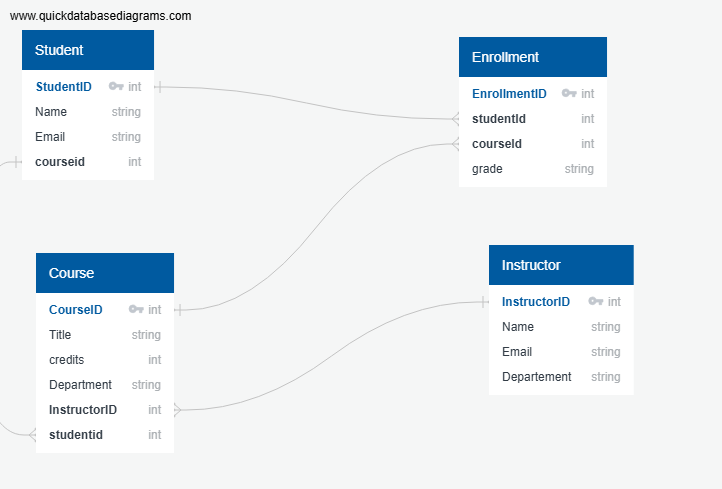 www.quickdatabasediagrams.com
Student
StudentID int
Name string
Email string
courseid int
Enrollment
EnrollmentID int
studentId int
courseId int
grade string
Course
CourseID int
Title string
credits int
Department string
InstructorID int
studentid int
Instructor
InstructorID int
Name string
Email string
Departement string